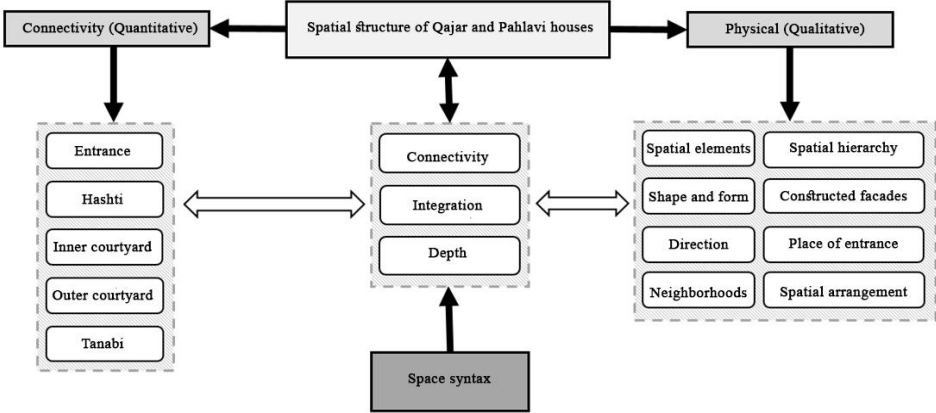 Connectivity (Quantitative)
Spatial structure of Qajar and Pahlavi houses
Physical (Qualitative)
Entrance
Hashti
Inner courtyard
Outer courtyard
Tanabi
Connectivity
Integration
Depth
Spatial elements
Spatial hierarchy
Shape and form
Constructed facades
Direction
Place of entrance
Neighborhoods
Spatial arrangement
Space syntax